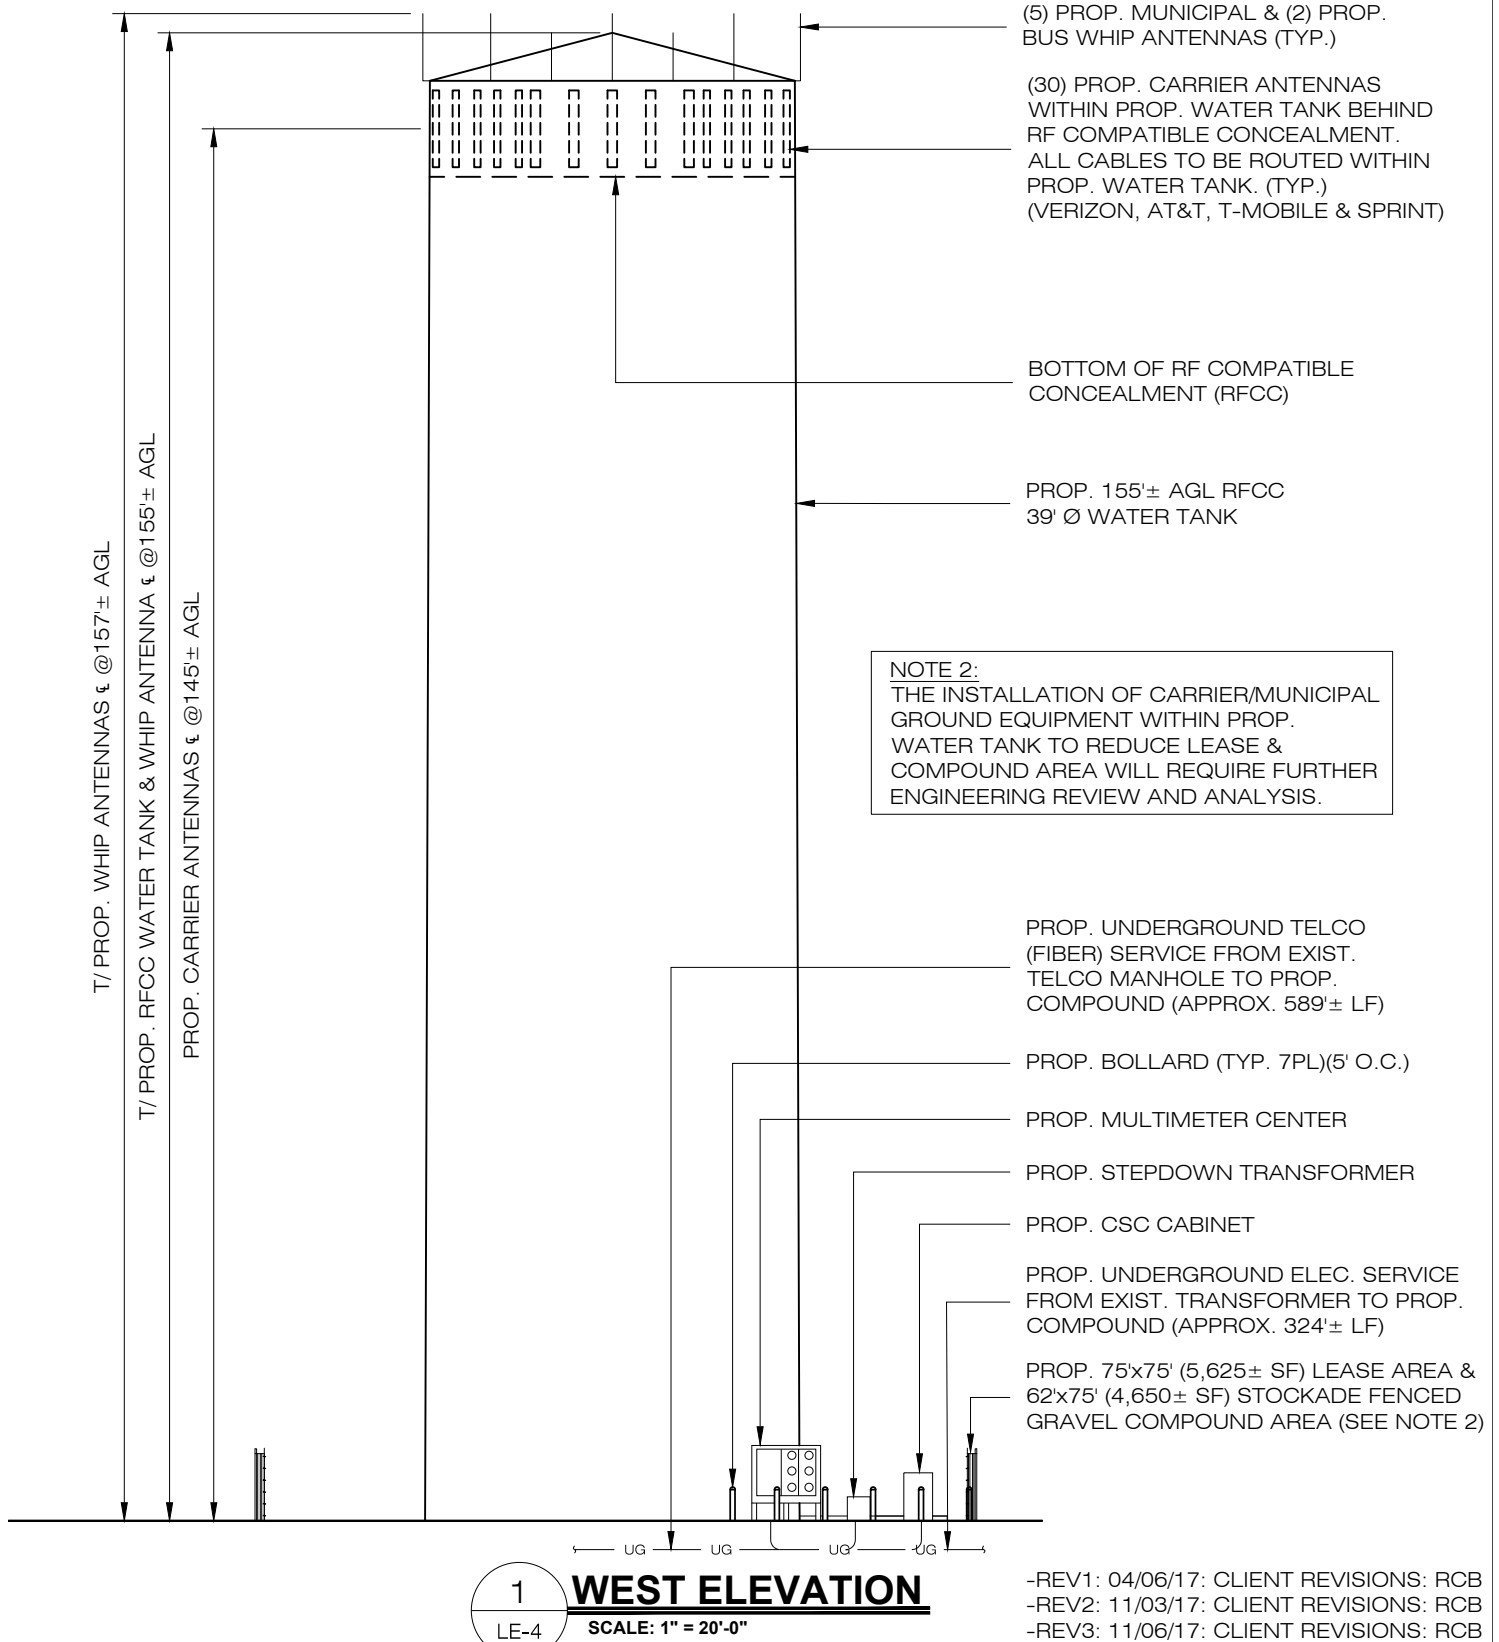 (5) PROP. MUNICIPAL & (2) PROP.
BUS WHIP ANTENNAS (TYP.)
(30) PROP. CARRIER ANTENNAS
WITHIN PROP. WATER TANK BEHIND
RF COMPATIBLE CONCEALMENT.
ALL CABLES TO BE ROUTED WITHIN
PROP. WATER TANK. (TYP.)
(VERIZON, AT&T, T-MOBILE & SPRINT)
BOTTOM OF RF COMPATIBLE
CONCEALMENT (RFCC)
PROP. 155'± AGL RFCC
39' Ø WATER TANK
T/ PROP. WHIP ANTENNAS ℄ @157'± AGL
T/ PROP. RFCC WATER TANK & WHIP ANTENNA ℄ @155'± AGL
PROP. CARRIER ANTENNAS ℄ @145'± AGL
NOTE 2:
THE INSTALLATION OF CARRIER/MUNICIPAL
GROUND EQUIPMENT WITHIN PROP.
WATER TANK TO REDUCE LEASE &
COMPOUND AREA WILL REQUIRE FURTHER
ENGINEERING REVIEW AND ANALYSIS.
PROP. UNDERGROUND TELCO
(FIBER) SERVICE FROM EXIST.
TELCO MANHOLE TO PROP.
COMPOUND (APPROX. 589'± LF)
PROP. BOLLARD (TYP. 7PL)(5' O.C.)
PROP. MULTIMETER CENTER
PROP. STEPDOWN TRANSFORMER
PROP. CSC CABINET
PROP. UNDERGROUND ELEC. SERVICE
FROM EXIST. TRANSFORMER TO PROP.
COMPOUND (APPROX. 324'± LF)
PROP. 75'x75' (5,625± SF) LEASE AREA &
62'x75' (4,650± SF) STOCKADE FENCED
GRAVEL COMPOUND AREA (SEE NOTE 2)
UG UG UG UG
1
LE-4
WEST ELEVATION
SCALE: 1" = 20'-0"
-REV1: 04/06/17: CLIENT REVISIONS: RCB
-REV2: 11/03/17: CLIENT REVISIONS: RCB
-REV3: 11/06/17: CLIENT REVISIONS: RCB